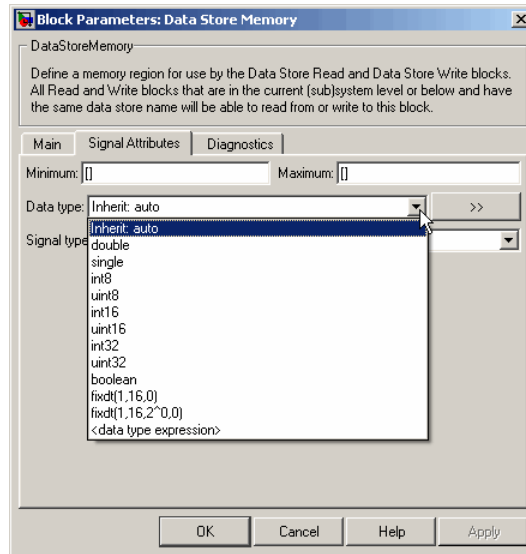 Block Parameters: Data Store Memory
DataStoreMemory
Define a memory region for use by the Data Store Read and Data Store Write blocks.
All Read and Write blocks that are in the current (sub)system level or below and have
the same data store name will be able to read from or write to this block.
Main Signal Attributes Diagnostics
Minimum: [] Maximum: []
Data type: Inherit: auto >>
Inherit: auto
Signal type
double
single
int8
uint8
int16
uint16
int32
uint32
boolean
fixdt(1,16,0)
fixdt(1,16,2^0,0)
<data type expression>
OK Cancel Help Apply